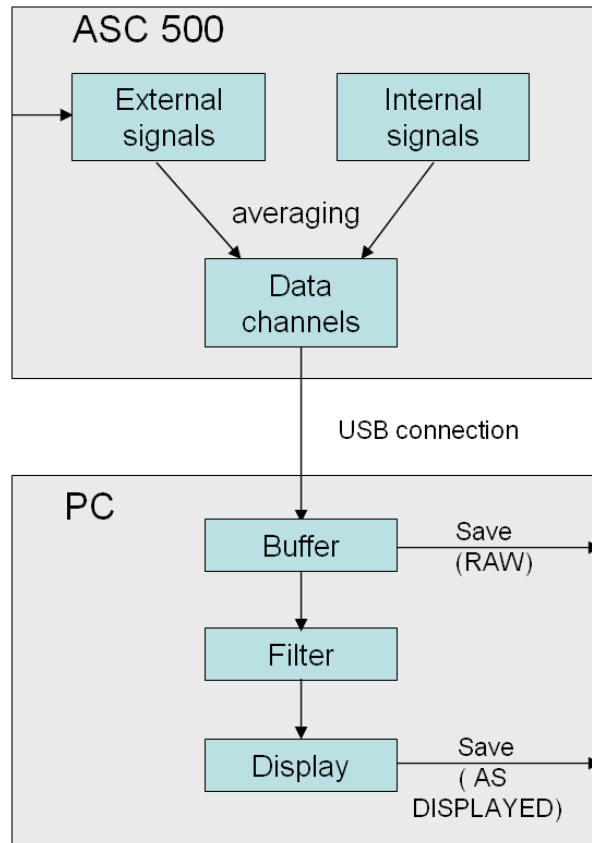 ASC 500
External
signals
Internal
signals
averaging
Data
channels
USB connection
PC
Buffer
Save
(RAW)
Filter
Display
Save
( AS
DISPLAYED)